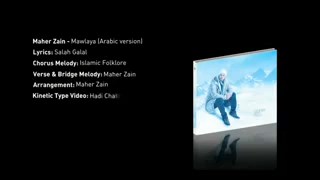 Maher Zain - Mawlaya (Arabic version)
Lyrics: Salah Galal
Chorus Melody: Islamic Folklore
Verse & Bridge Melody: Maher Zain
Arrangement: Maher Zain
Kinetic Type Video: Hadi